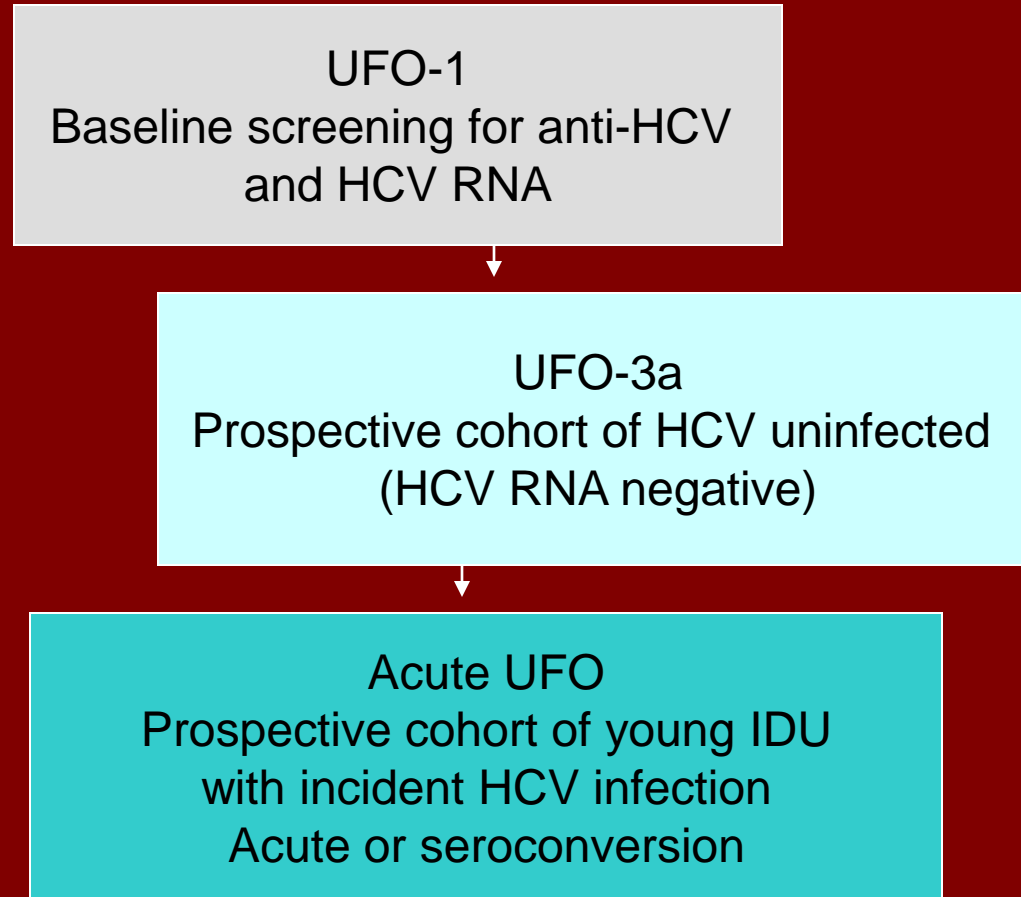 UFO-1
Baseline screening for anti-HCV
and HCV RNA
UFO-3a
Prospective cohort of HCV uninfected
(HCV RNA negative)
Acute UFO
Prospective cohort of young IDU
with incident HCV infection
Acute or seroconversion